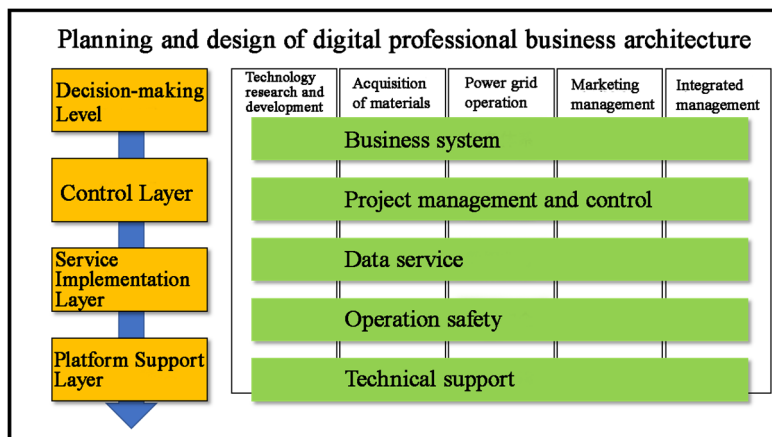 Planning and design of digital professional business architecture
Decision-making
Level
Control Layer
Service
Implementation
Layer
Platform Support
Layer
Technology
research and
development
Acquisition
of materials
Power grid
operation
Marketing
management
Integrated
management
Business system
Project management and control
Data service
Operation safety
Technical support